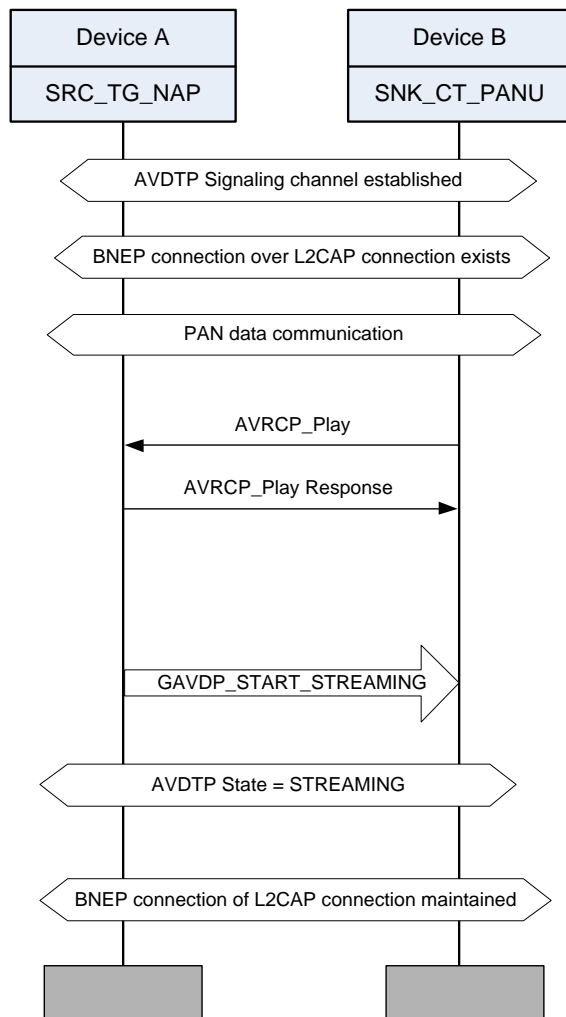 Device A
Device B
SRC_TG_NAP
SNK_CT_PANU
AVDTP Signaling channel established
BNEP connection over L2CAP connection exists
PAN data communication
AVRCP_Play
AVRCP_Play Response
GAVDP_START_STREAMING
AVDTP State = STREAMING
BNEP connection of L2CAP connection maintained